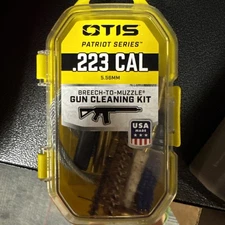 OTIS
PATRIOT SERIES™
.223 CAL
5.56MM
BREECH-TO-MUZZLE®
GUN CLEANING KIT
USA
MADE